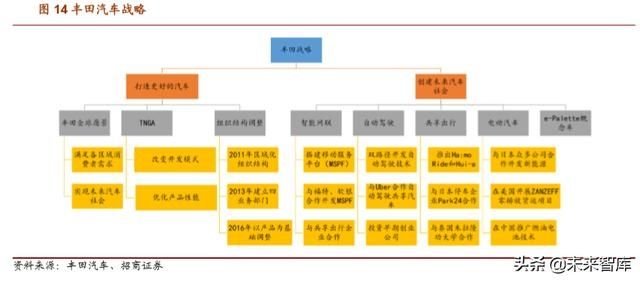 图 14 丰田汽车战略
丰田战略
打造更好的汽车
创建未来汽车
社会
丰田全球愿景
TNGA
组织结构调整
智能网联
自动驾驶
共享出行
电动汽车
e-Palette概
念车
满足各区域消
费者需求
改变开发模式
2011年区域化
组织结构
搭建移动服务
平台（MSPF）
双路径开发自
动驾驶技术
推出Ha:mo
Ride和Hui-a
与日本众多公司合
作开发新能源
实现未来汽车
社会
优化产品性能
2013年建立四
业务部门
与福特、软银
合作开发MSPF
与Uber合作自
动驾驶共享汽车
与日本停车企
业Park24合作
在美国开展ZANZEFF
零排放货运项目
2016年以产品为基
础调整
与共享出行企
业合作
投资早期创业
公司
与泰国朱拉隆
功大学合作
在中国推广燃油电
池技术
资料来源：丰田汽车、招商证券
头条 @未来智库